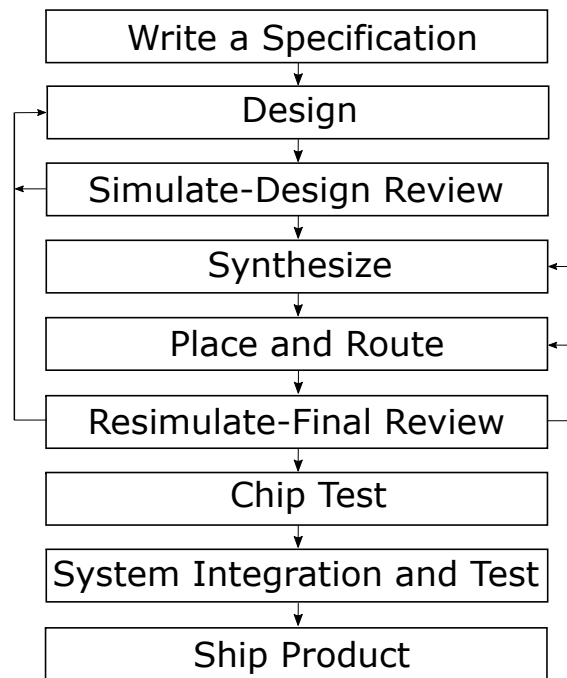 Write a Specification
Design
Simulate-Design Review
Synthesize
Place and Route
Resimulate-Final Review
Chip Test
System Integration and Test
Ship Product